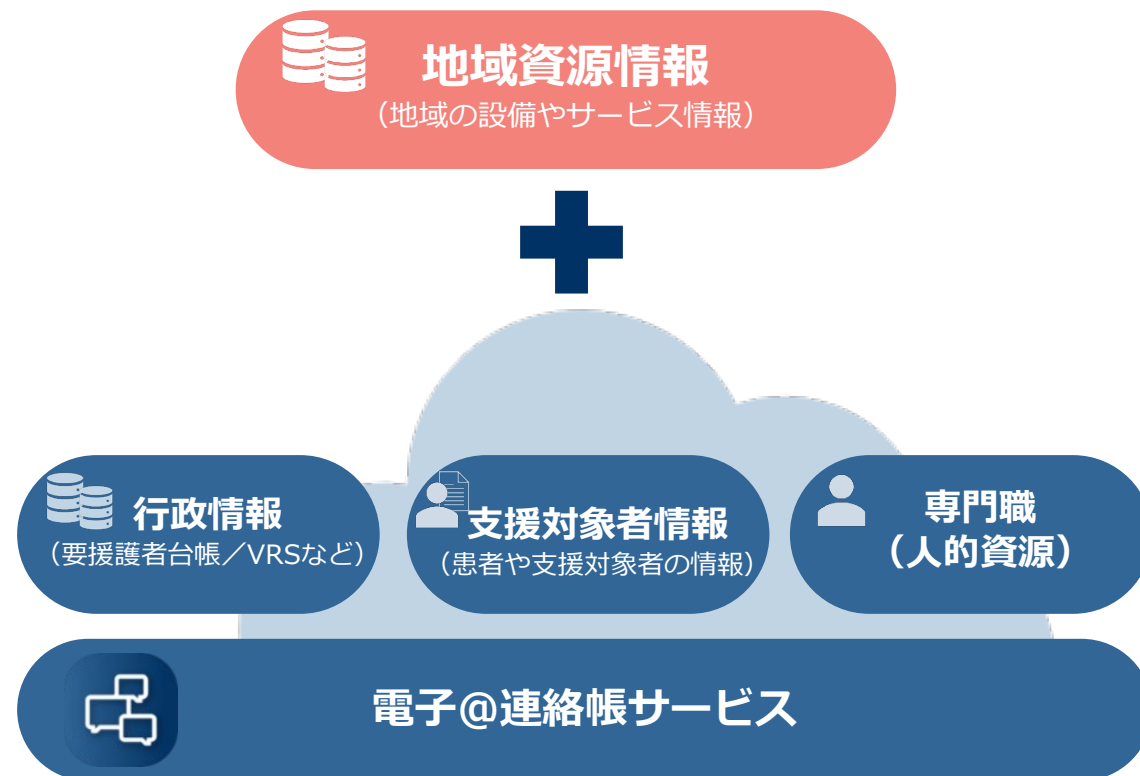 地域資源情報
（地域の設備やサービス情報）
行政情報
（要援護者台帳／VRSなど）
支援対象者情報
（患者や支援対象者の情報）
専門職
（人的資源）
電子@連絡帳サービス